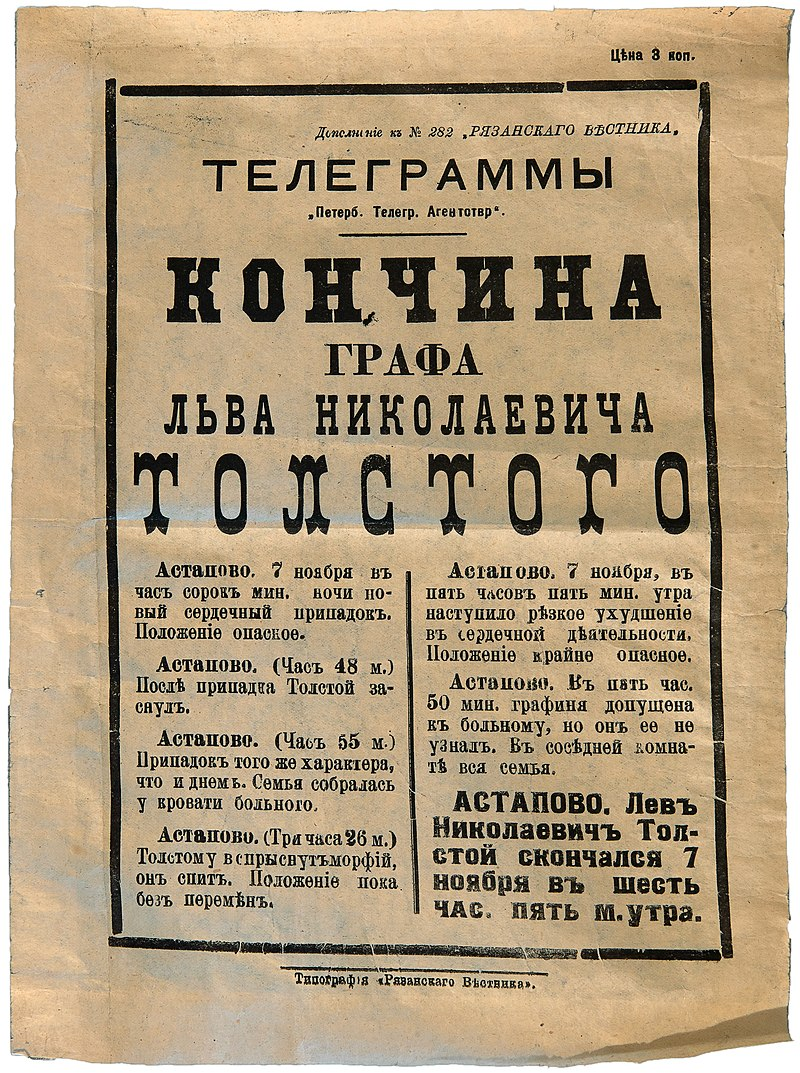 Цѣна 3 коп.
Дополненіе къ № 282 „РЯЗАНСКАГО ВѢСТНИКА„
ТЕЛЕГРАММЫ
„Петерб. Телегр. Агентотвр“.
КОНЧИНА
ГРАФА
ЛЬВА НИКОЛАЕВИЧА
ТОЛСТОГО
Астапово. 7 ноября въ
часъ сорокъ мин. ночи но-
вый сердечный припадокъ.
Положеніе опасное.
Астапово. (Часъ 48 м.)
Послѣ припадка Толстой за-
снулъ.
Астапово. (Часъ 55 м.)
Припадокъ того же характера,
что и днемъ. Семья собралась
у кровати больного.
Астапово. (Три часа 26 м.)
Толстому вспрыснутъ морфій,
онъ спитъ. Положеніе пока
безъ перемѣнъ.
Астапово. 7 ноября, въ
пять часовъ пять мин. утра
наступило рѣзкое ухудшеніе
въ сердечной дѣятельности.
Положеніе крайне опасное.
Астапово. Въ пять час.
50 мин. графиня допущена
къ больному, но онъ ее не
узналъ. Въ сосѣдней комна-
тѣ вся семья.
АСТАПОВО. Левъ
Николаевичъ Тол-
стой скончался 7
ноября въ шесть
час. пять м. утра.
Типографія «Рязанскаго Вѣстника».